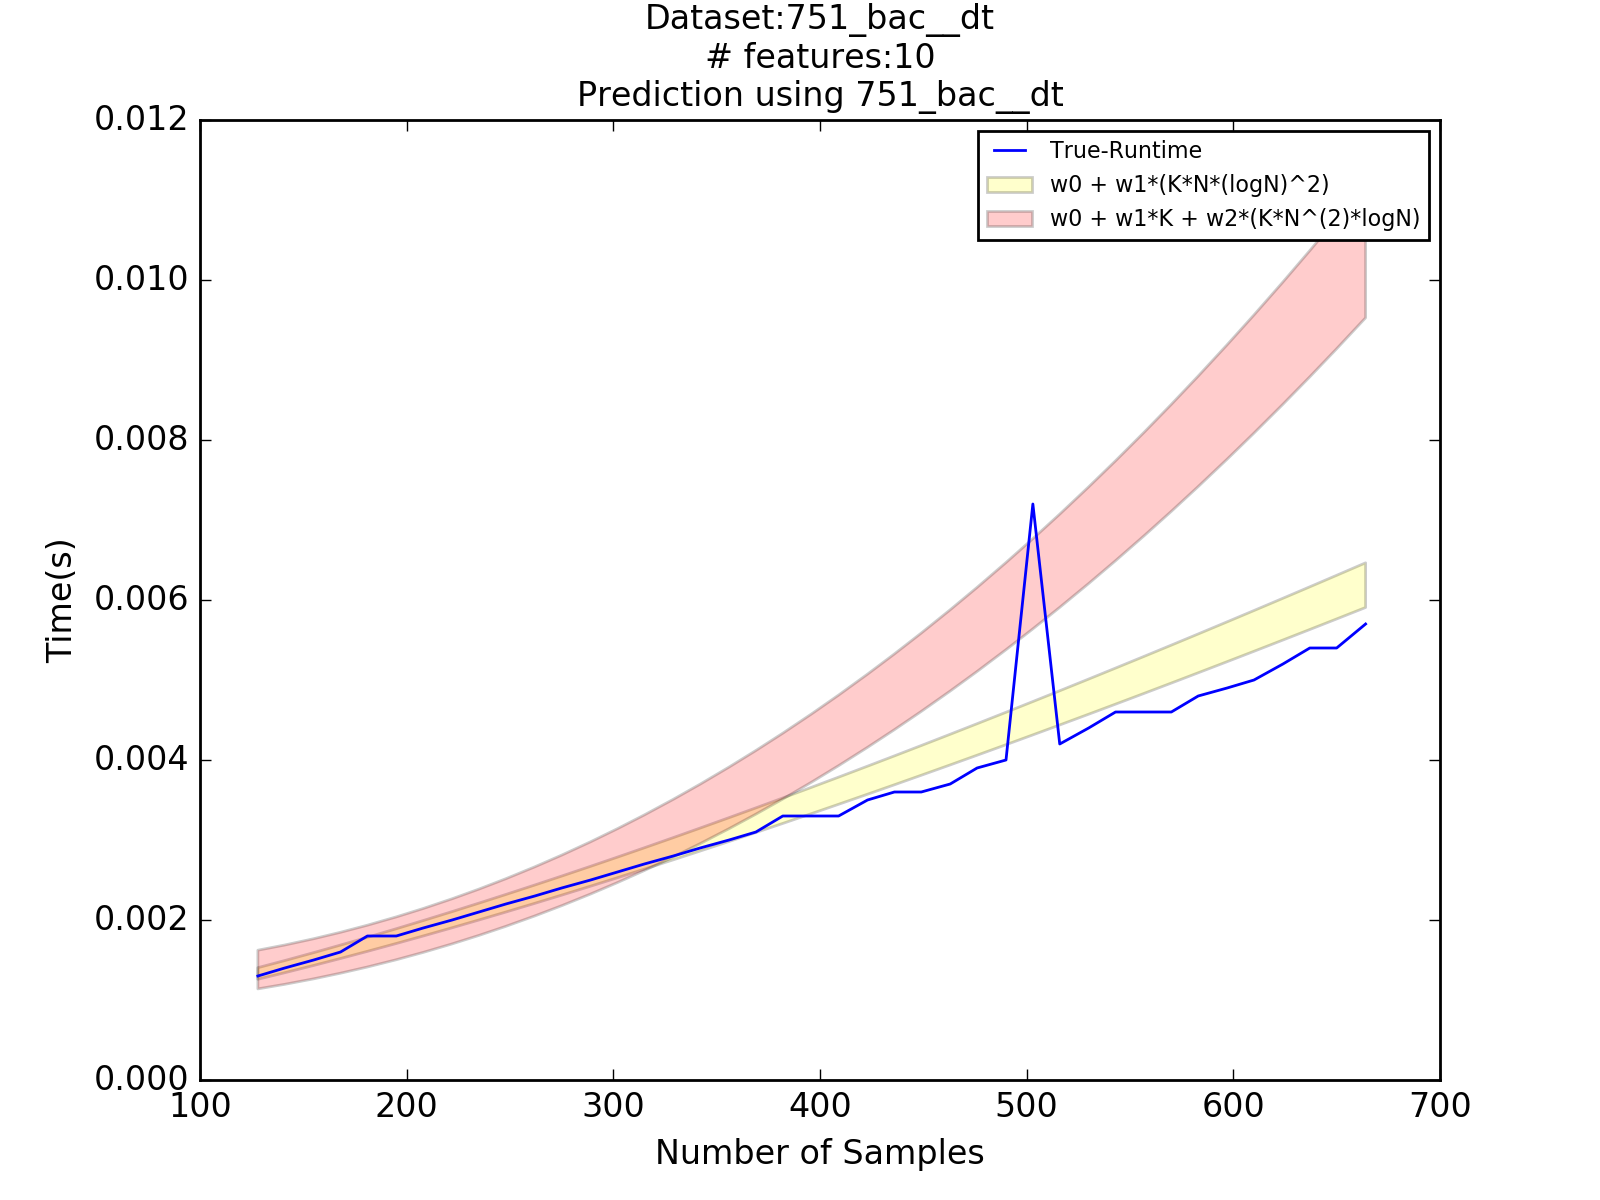 Dataset:751_bac__dt
# features:10
Prediction using 751_bac__dt
True-Runtime
w0 + w1*(K*N*(logN)^2)
w0 + w1*K + w2*(K*N^(2)*logN)
0.012
0.010
0.008
0.006
0.004
0.002
0.000
Time(s)
100 200 300 400 500 600 700
Number of Samples